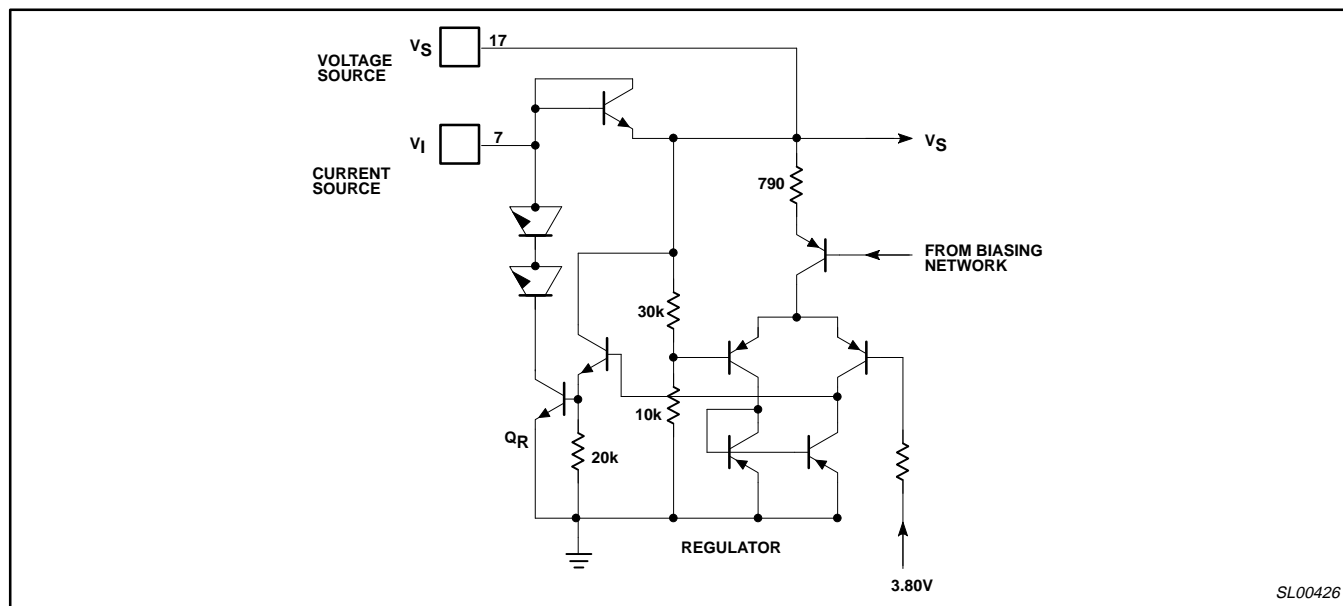 VS
17
VOLTAGE
SOURCE
VI
7
VS
CURRENT
SOURCE
790
FROM BIASING
NETWORK
30k
10k
QR
20k
REGULATOR
3.80V
SL00426